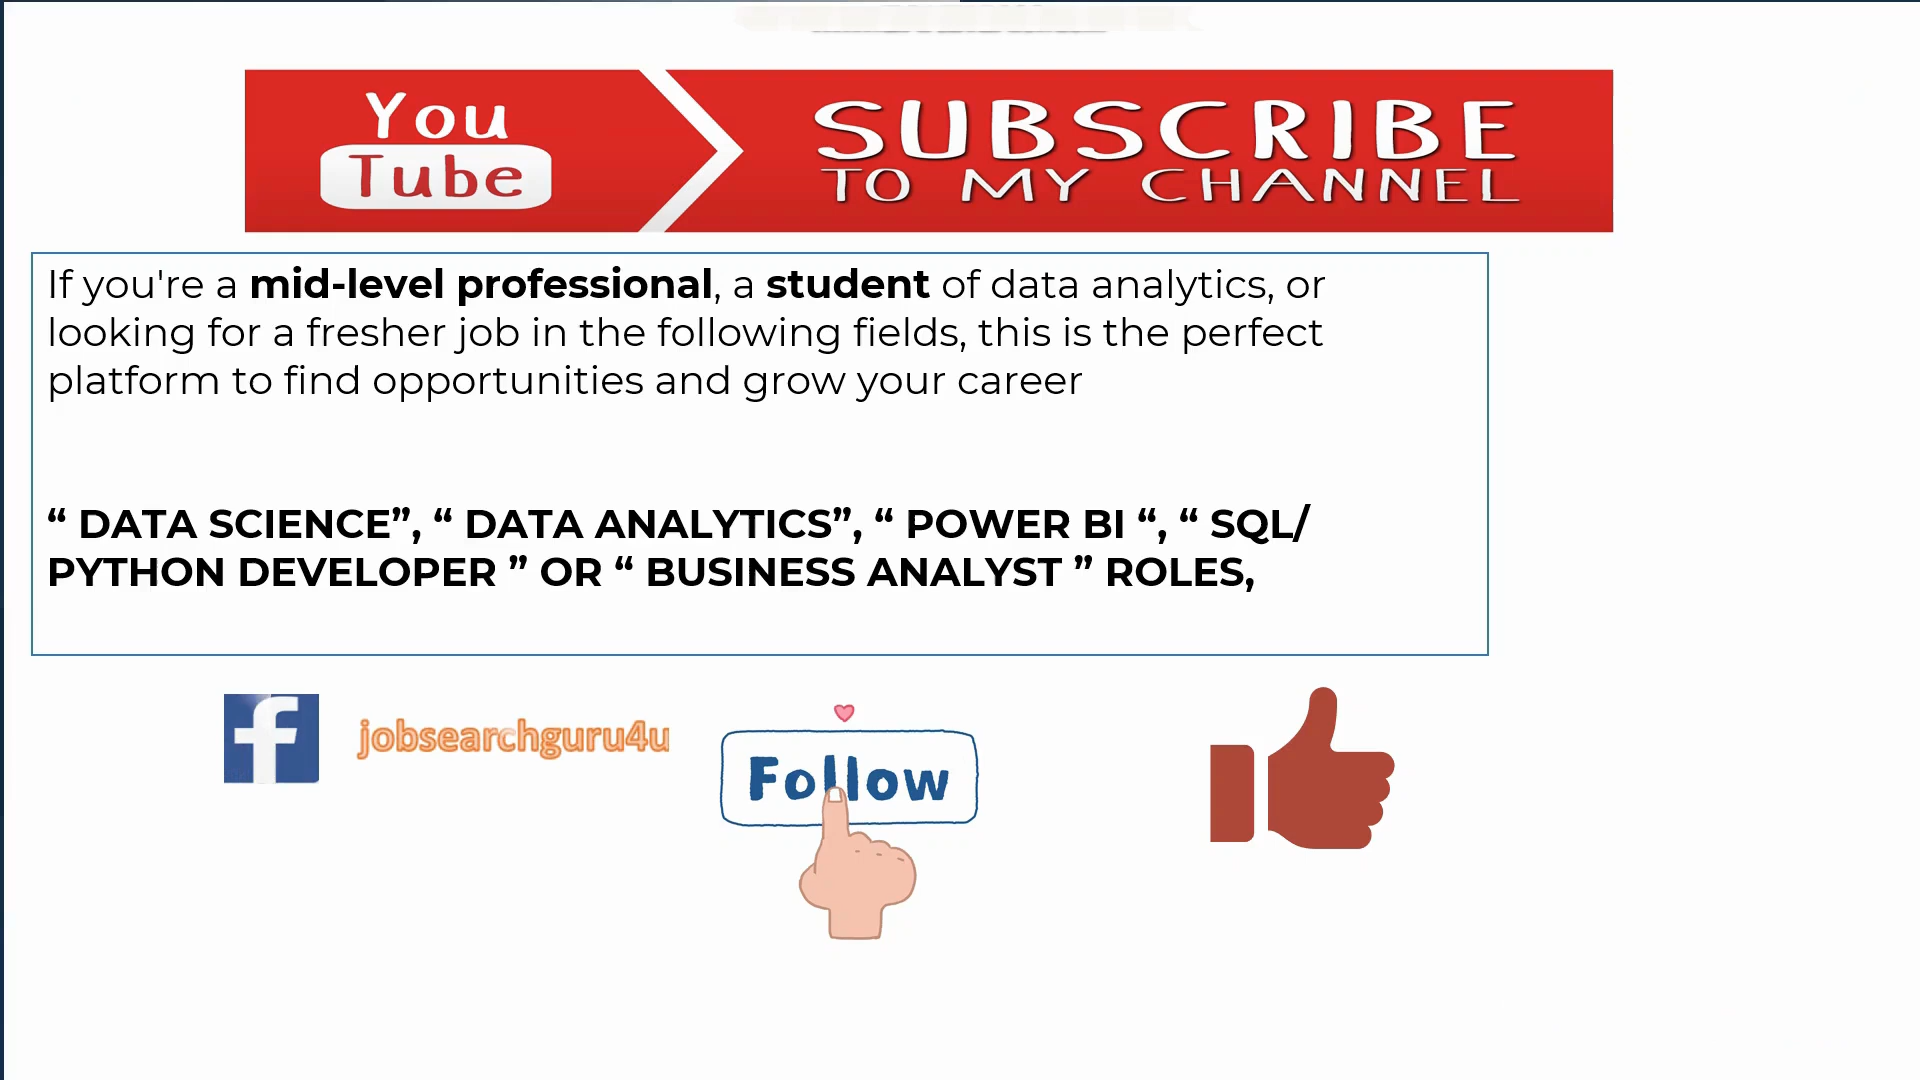 You
Tube
SUBSCRIBE
TO MY CHANNEL
If you're a mid-level professional, a student of data analytics, or
looking for a fresher job in the following fields, this is the perfect
platform to find opportunities and grow your career
“ DATA SCIENCE”, “ DATA ANALYTICS”, “ POWER BI “, “ SQL/
PYTHON DEVELOPER ” OR “ BUSINESS ANALYST ” ROLES,
f
jobsearchguru4u
Follow